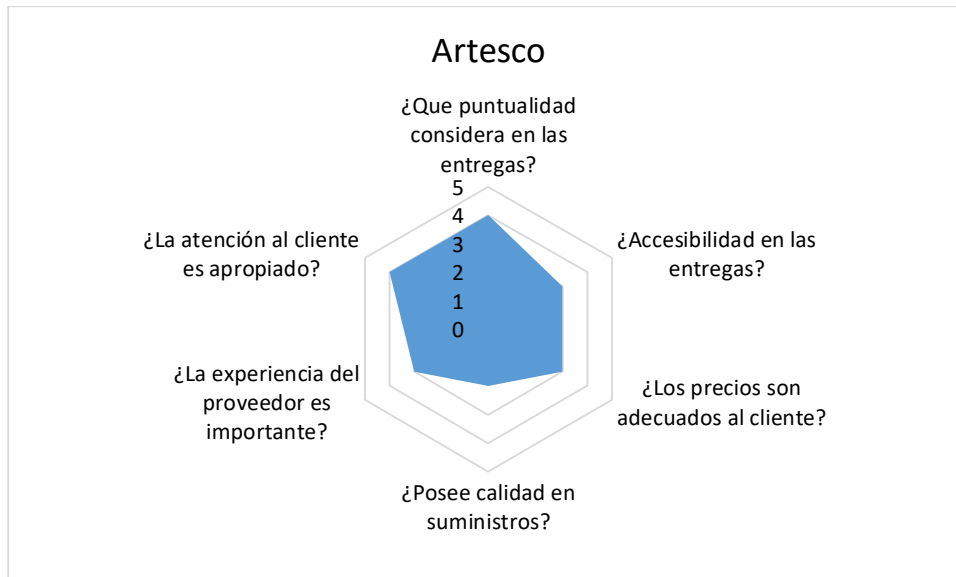 Artesco
¿Que puntualidad
considera en las
entregas?
5
4
3
2
1
0
¿Accesibilidad en las
entregas?
¿Los precios son
adecuados al cliente?
¿Posee calidad en
suministros?
¿La experiencia del
proveedor es
importante?
¿La atención al cliente
es apropiado?